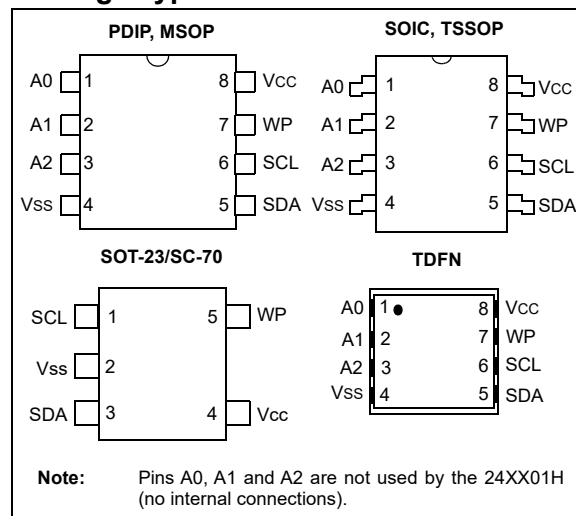 PDIP, MSOP
A0 1 8 VCC
A1 2 7 WP
A2 3 6 SCL
VSS 4 5 SDA
SOIC, TSSOP
A0 1 8 VCC
A1 2 7 WP
A2 3 6 SCL
VSS 4 5 SDA
SOT-23/SC-70
SCL 1 5 WP
Vss 2
SDA 3 4 Vcc
TDFN
A0 1 8 VCC
A1 2 7 WP
A2 3 6 SCL
VSS 4 5 SDA
Note: Pins A0, A1 and A2 are not used by the 24XX01H
(no internal connections).